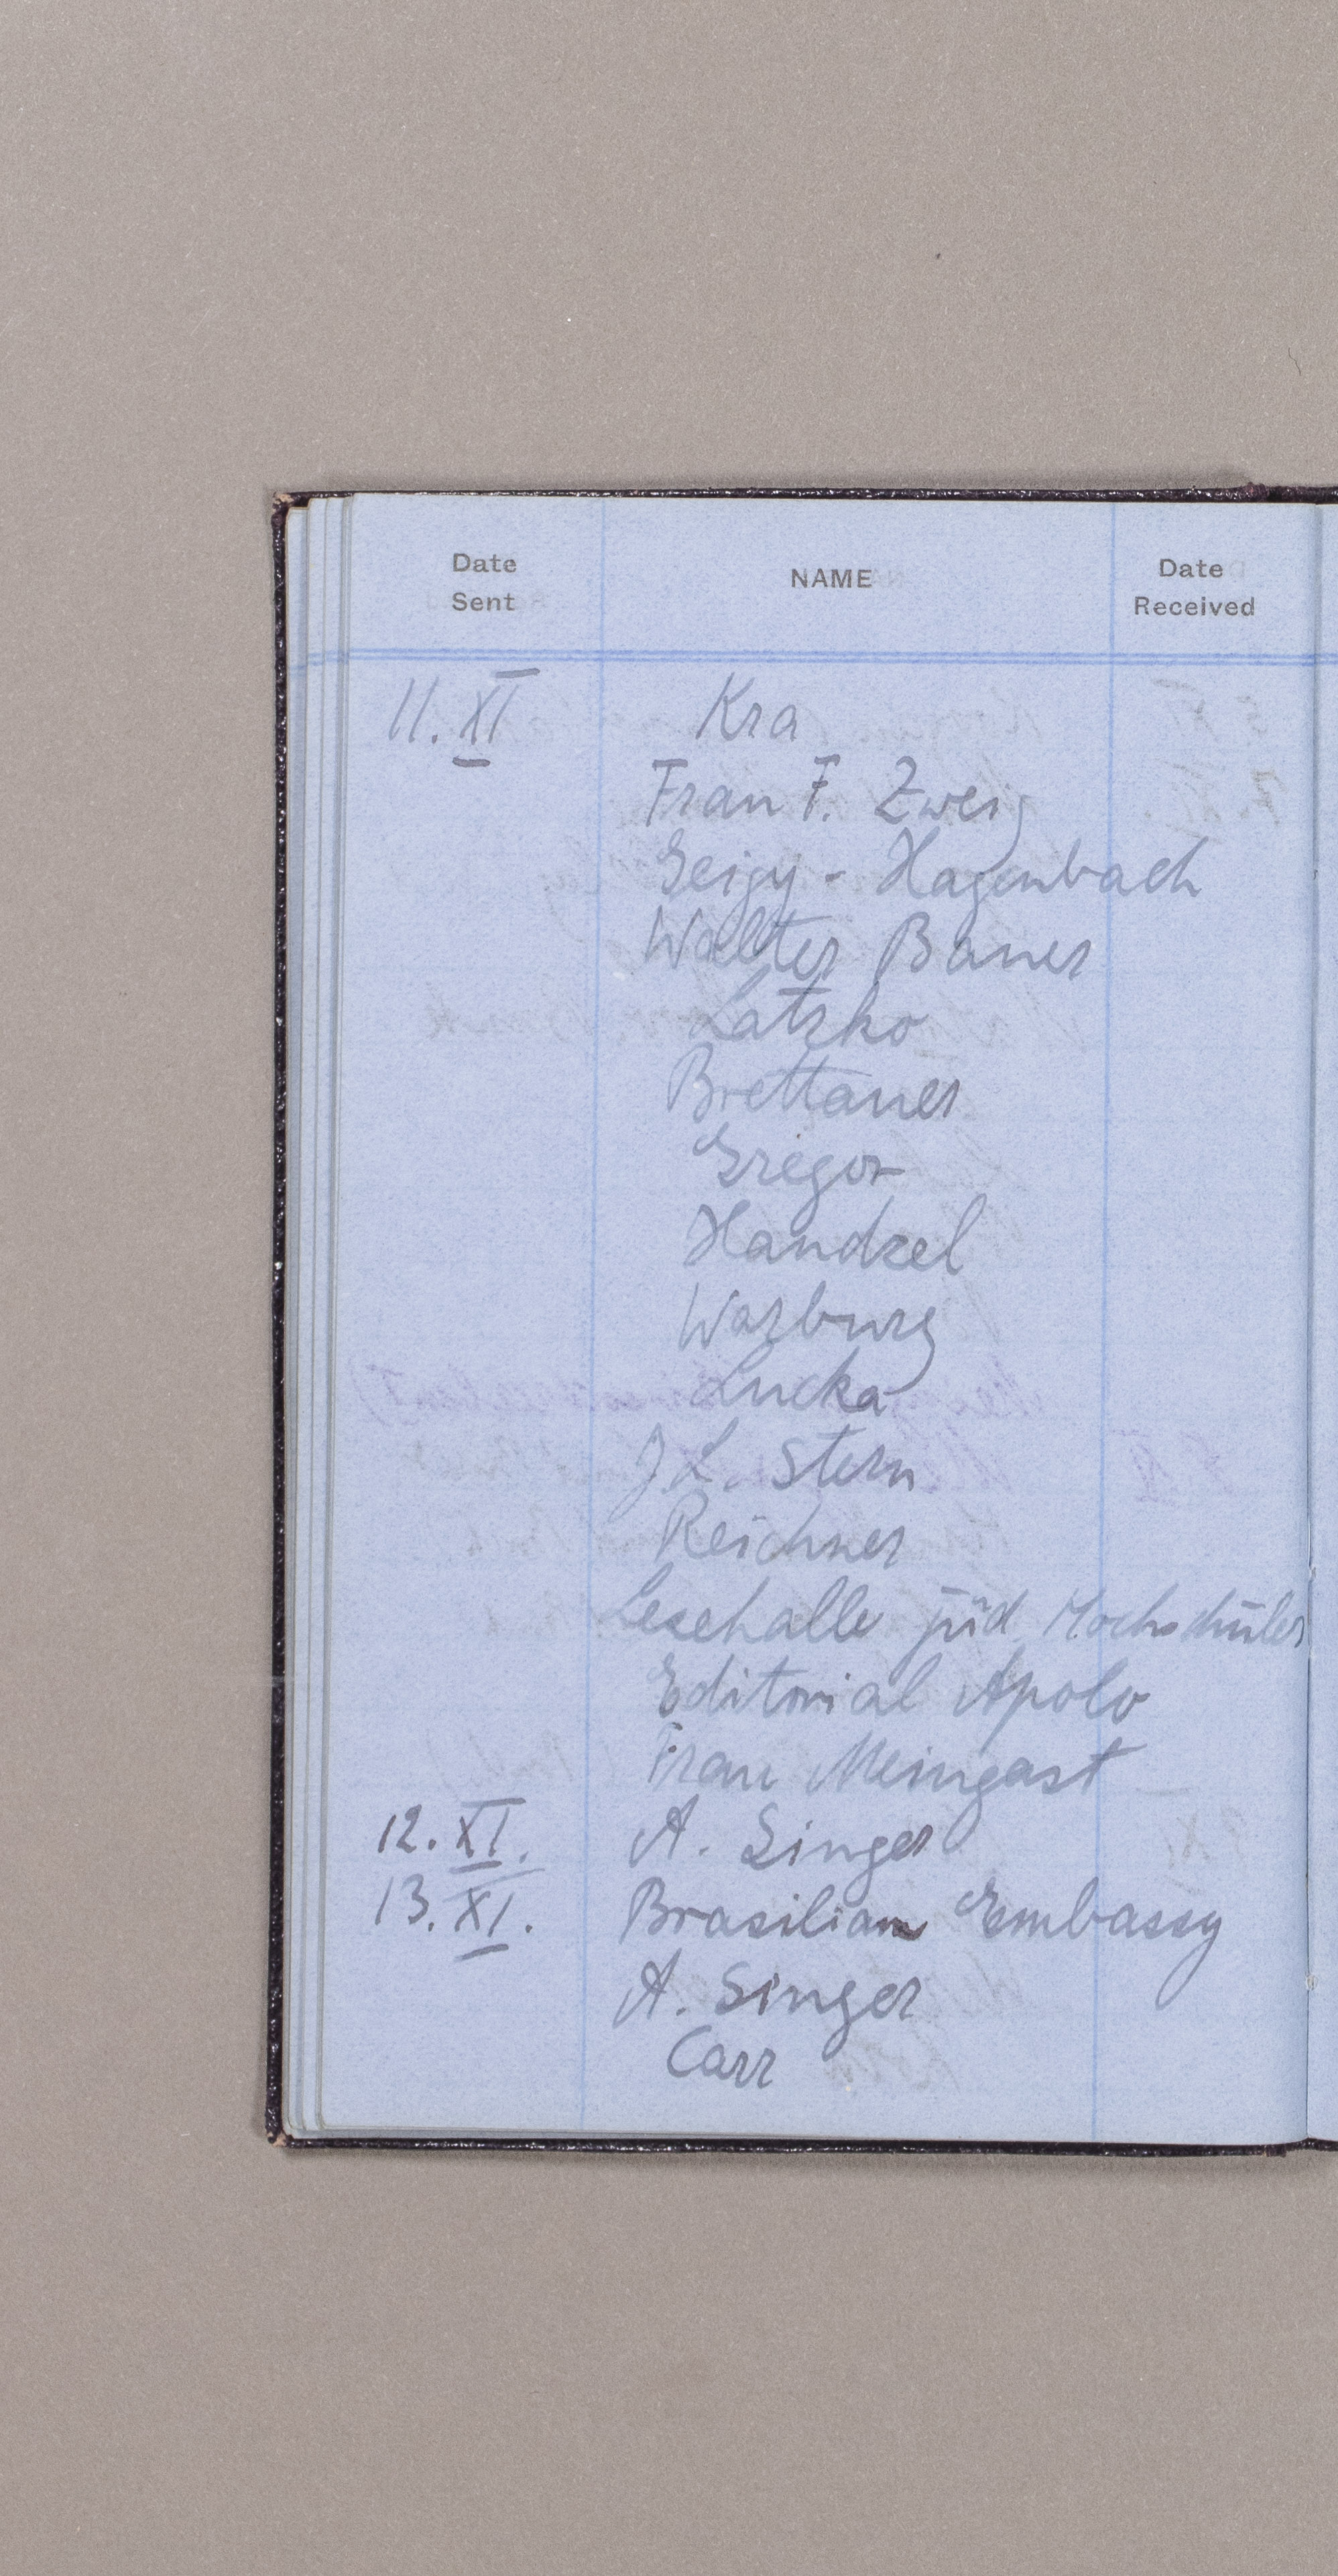 Date Sent NAME Date Received
11. XI Kra
Frau F. Zweig
Geigy - Hagenbach
Walter Bauer
Latzko
Brettauer
Gregor
Handzel
Warburg
Lucka
J. L. Stern
Reichner
Lesehalle jüd. Hochschüler
Editorial Apolo
Frau Meingast
12. XI. A. Singer
13. XI. Brasilian Embassy
A. Singer
Carr